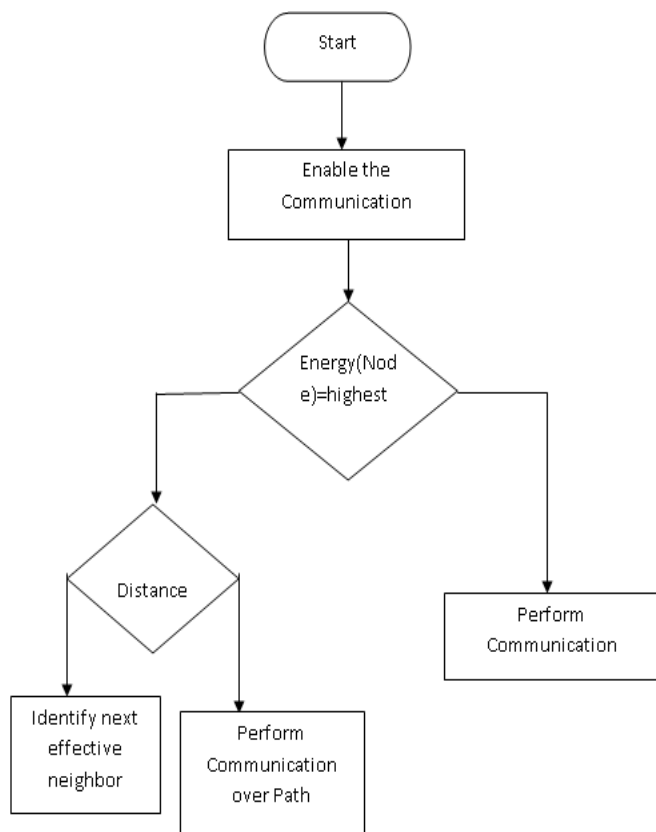 Start
Enable the
Communication
Energy(Nod
e)=highest
Distance
Perform
Communication
Identify next
effective
neighbor
Perform
Communication
over Path